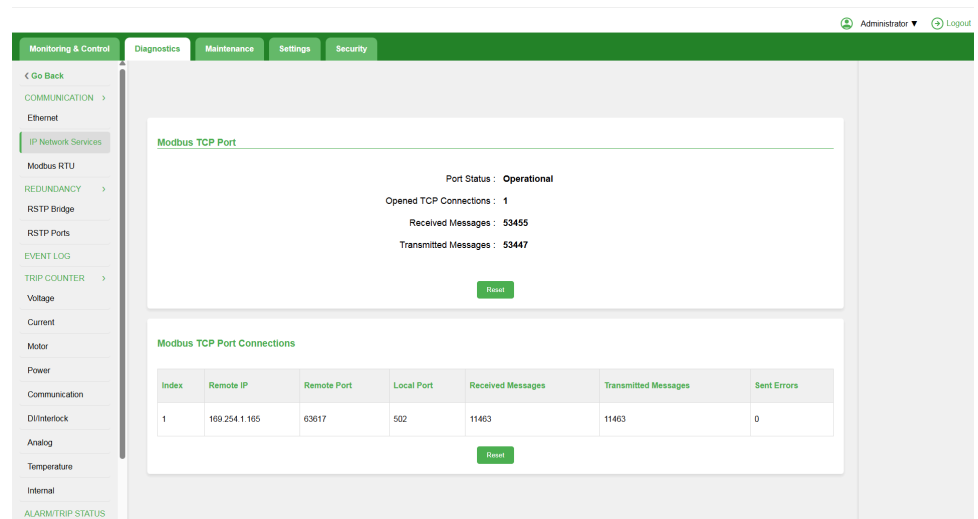 Administrator ▼ Logout
Monitoring & Control Diagnostics Maintenance Settings Security
Go Back
COMMUNICATION
Ethernet
IP Network Services
Modbus RTU
REDUNDANCY
RSTP Bridge
RSTP Ports
EVENT LOG
TRIP COUNTER
Voltage
Current
Motor
Power
Communication
DI/Interlock
Analog
Temperature
Internal
ALARM/TRIP STATUS
Modbus TCP Port
Port Status : Operational
Opened TCP Connections : 1
Received Messages : 53455
Transmitted Messages : 53447
Reset
Modbus TCP Port Connections
Index Remote IP Remote Port Local Port Received Messages Transmitted Messages Sent Errors
1 169.254.1.165 63617 502 11463 11463 0
Reset